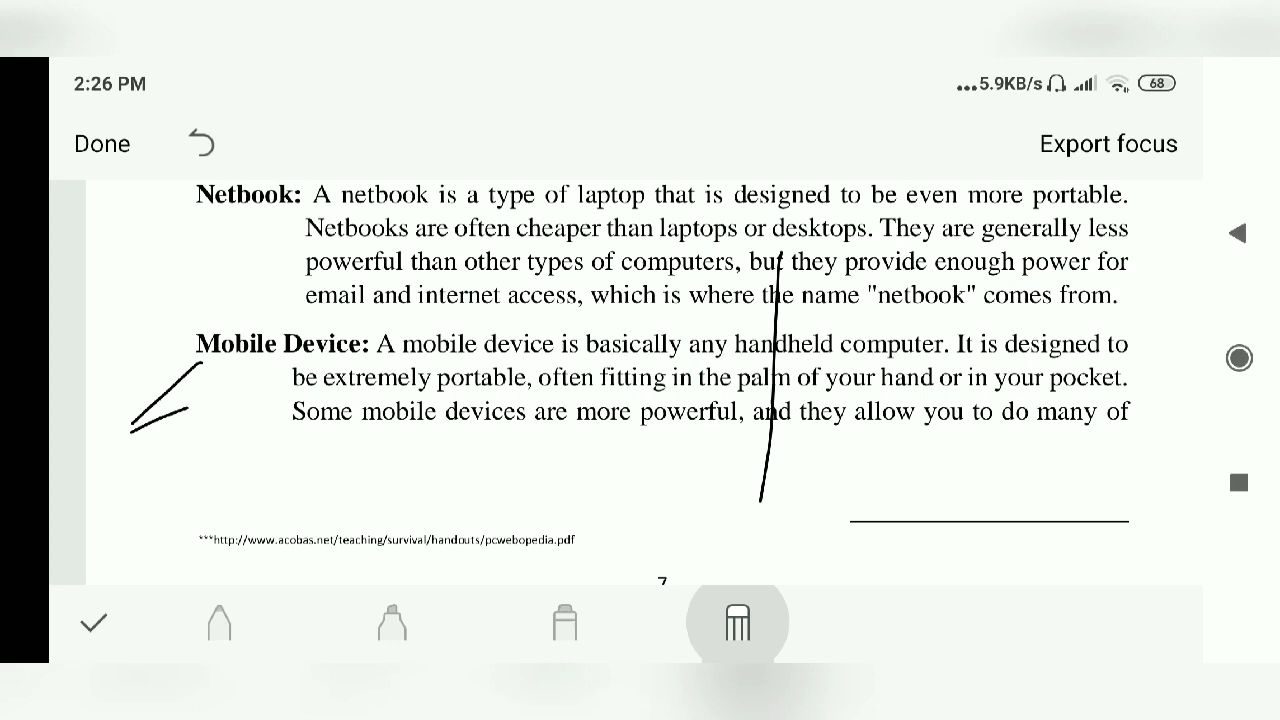 2:26 PM
...5.9KB/s 68
Done
Export focus
Netbook: A netbook is a type of laptop that is designed to be even more portable.
Netbooks are often cheaper than laptops or desktops. They are generally less
powerful than other types of computers, but they provide enough power for
email and internet access, which is where the name "netbook" comes from.
Mobile Device: A mobile device is basically any handheld computer. It is designed to
be extremely portable, often fitting in the palm of your hand or in your pocket.
Some mobile devices are more powerful, and they allow you to do many of
***http://www.acobas.net/teaching/survival/handouts/pcwebopedia.pdf
7